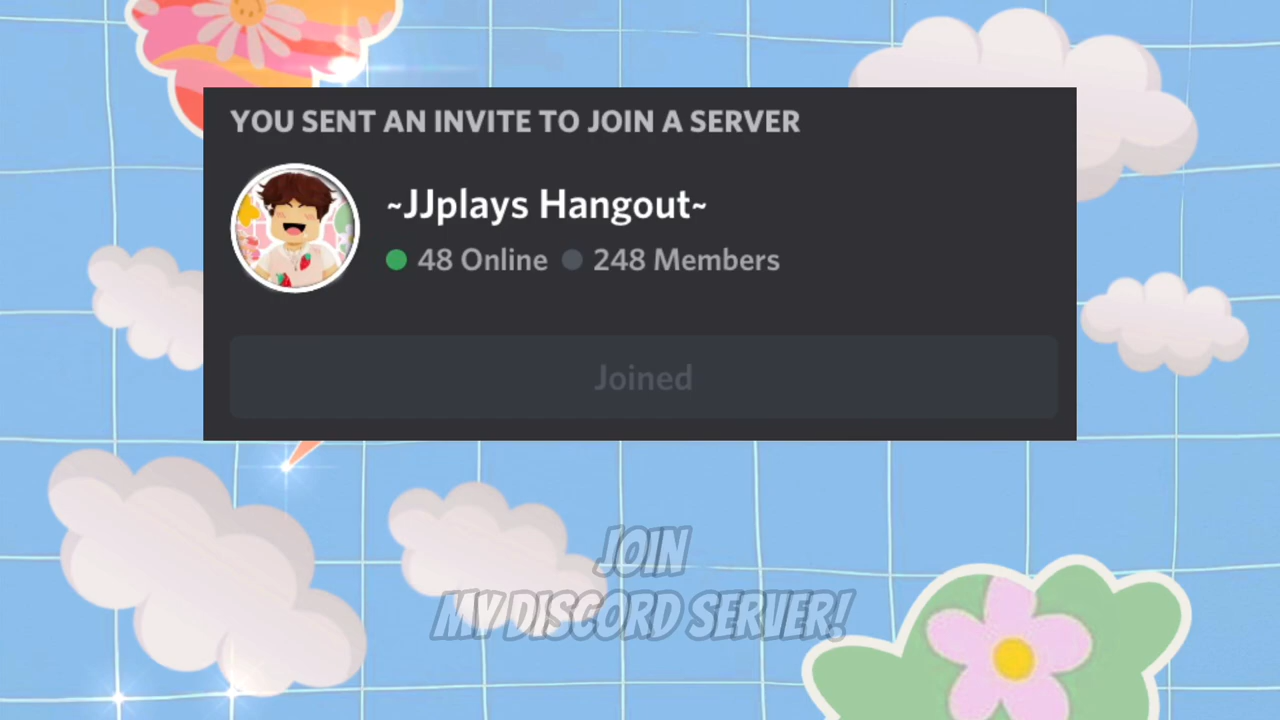 YOU SENT AN INVITE TO JOIN A SERVER
~JJplays Hangout~
48 Online 248 Members
Joined
JOIN
MY DISCORD SERVER!